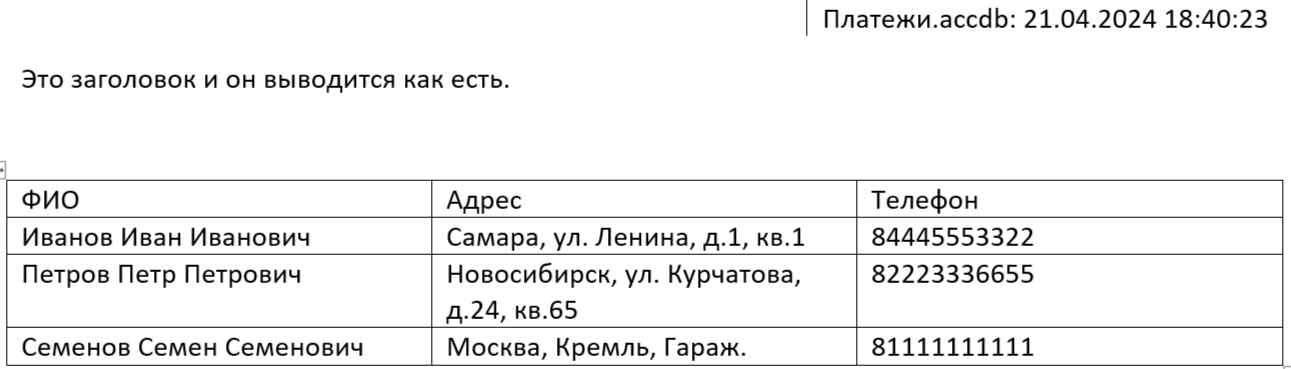 Платежи.accdb: 21.04.2024 18:40:23
Это заголовок и он выводится как есть.
ФИО Адрес Телефон
Иванов Иван Иванович Самара, ул. Ленина, д.1, кв.1 84445553322
Петров Петр Петрович Новосибирск, ул. Курчатова, 82223336655
д.24, кв.65
Семенов Семен Семенович Москва, Кремль, Гараж. 81111111111